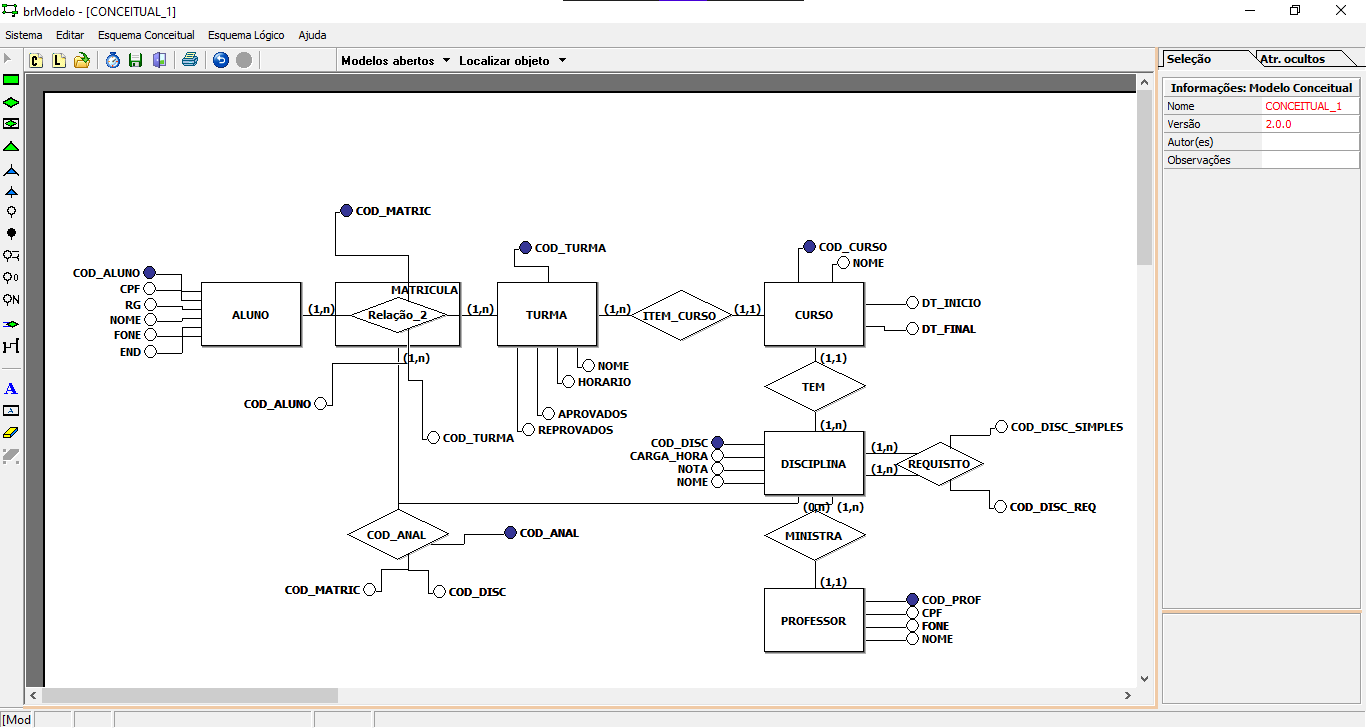 brModelo - [CONCEITUAL_1]
Sistema Editar Esquema Conceitual Esquema Lógico Ajuda
C L Modelos abertos Localizar objeto
Seleção Atr. ocultos
Informações: Modelo Conceitual
Nome CONCEITUAL_1
Versão 2.0.0
Autor(es)
Observações
COD_MATRIC
COD_TURMA
COD_CURSO
NOME
COD_ALUNO
CPF
RG
NOME
FONE
END
ALUNO
(1,n)
MATRICULA
Relação_2
(1,n)
(1,n)
TURMA
(1,n)
ITEM_CURSO
(1,1)
CURSO
DT_INICIO
DT_FINAL
NOME
HORARIO
APROVADOS
REPROVADOS
COD_ALUNO
COD_TURMA
(1,1)
TEM
(1,n)
COD_DISC
CARGA_HORA
NOTA
NOME
DISCIPLINA
(1,n)
(1,n)
REQUISITO
COD_DISC_SIMPLES
COD_DISC_REQ
(0,n) (1,n)
COD_ANAL
COD_ANAL
COD_MATRIC
COD_DISC
MINISTRA
(1,1)
PROFESSOR
COD_PROF
CPF
FONE
NOME
A
A
N
0
[Mod